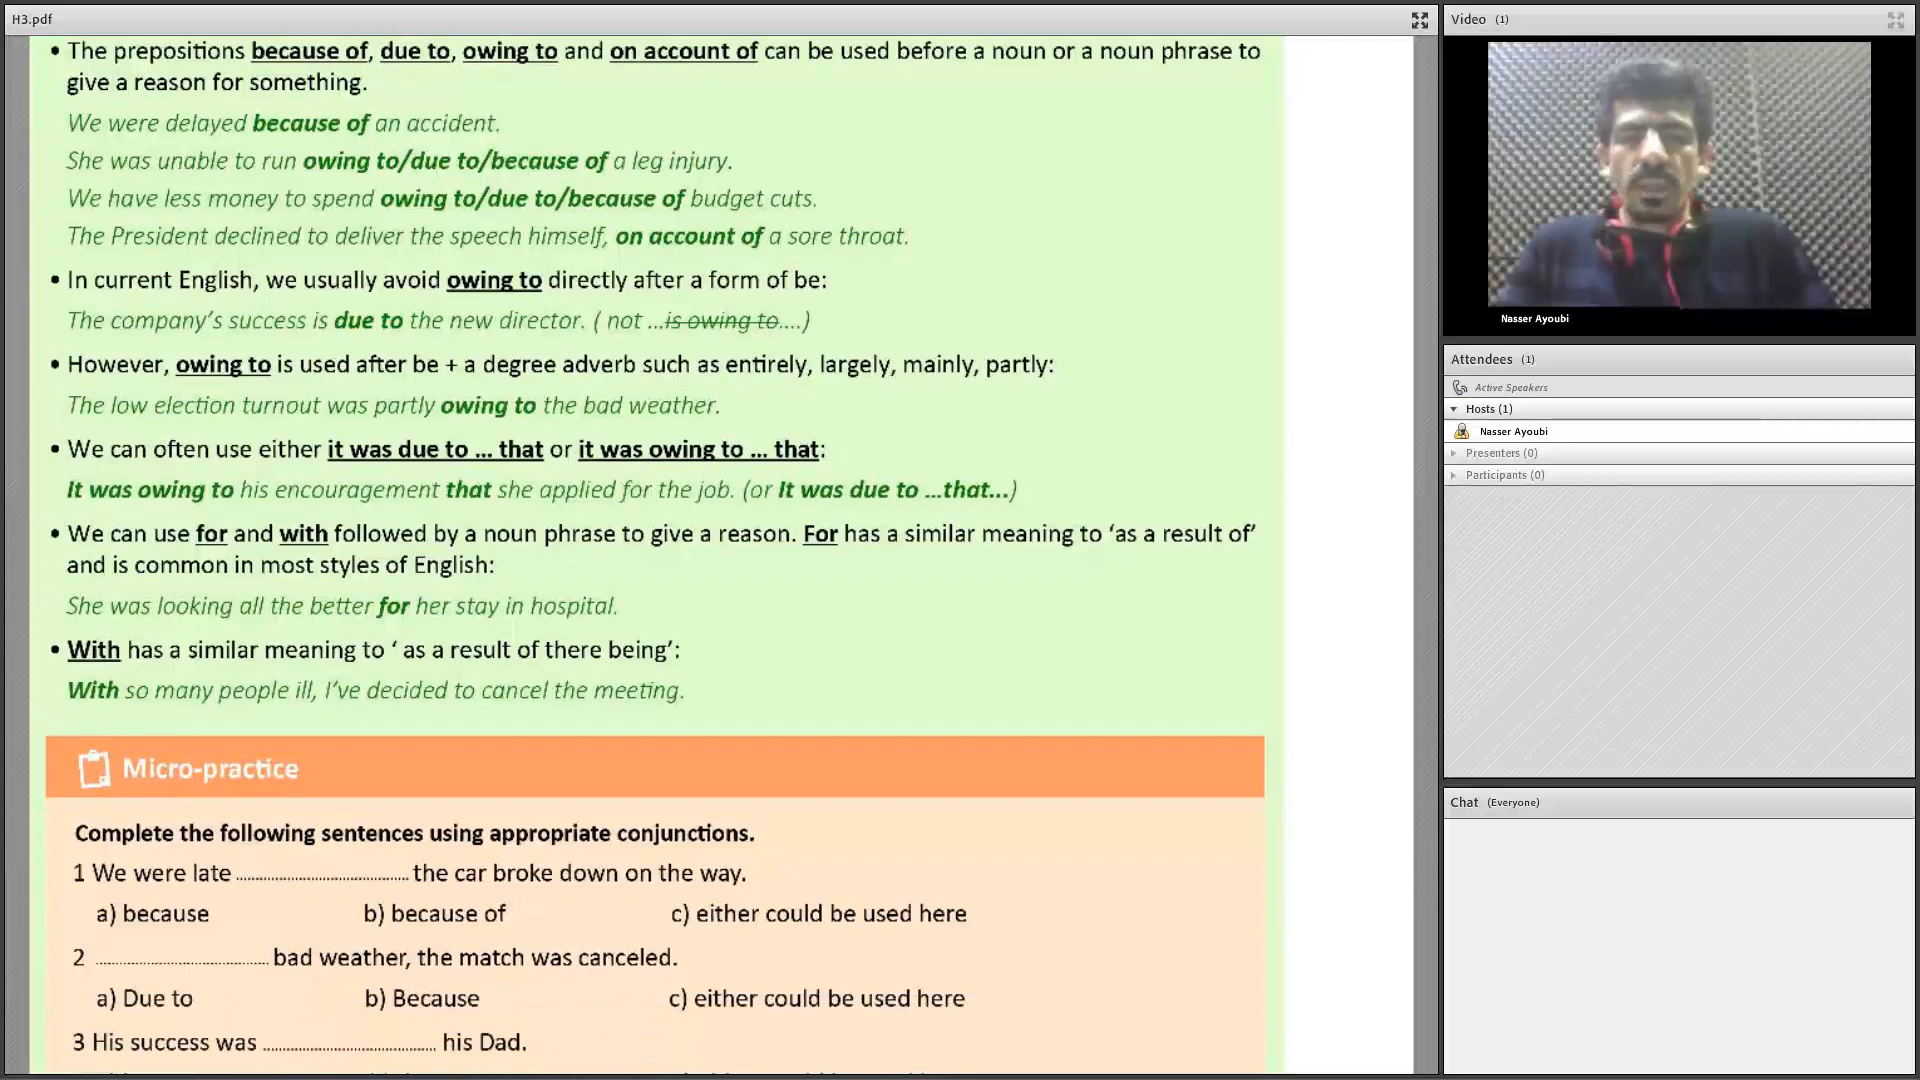 H3.pdf
• The prepositions because of, due to, owing to and on account of can be used before a noun or a noun phrase to
give a reason for something.
We were delayed because of an accident.
She was unable to run owing to/due to/because of a leg injury.
We have less money to spend owing to/due to/because of budget cuts.
The President declined to deliver the speech himself, on account of a sore throat.
• In current English, we usually avoid owing to directly after a form of be:
The company's success is due to the new director. ( not ...is owing to....)
• However, owing to is used after be + a degree adverb such as entirely, largely, mainly, partly:
The low election turnout was partly owing to the bad weather.
• We can often use either it was due to ... that or it was owing to ... that:
It was owing to his encouragement that she applied for the job. (or It was due to ...that...)
• We can use for and with followed by a noun phrase to give a reason. For has a similar meaning to 'as a result of'
and is common in most styles of English:
She was looking all the better for her stay in hospital.
• With has a similar meaning to ' as a result of there being':
With so many people ill, I've decided to cancel the meeting.
Micro-practice
Complete the following sentences using appropriate conjunctions.
1 We were late ........................................ the car broke down on the way.
a) because b) because of c) either could be used here
2 ........................................ bad weather, the match was canceled.
a) Due to b) Because c) either could be used here
3 His success was ........................................ his Dad.
Video (1)
Nasser Ayoubi
Attendees (1)
Active Speakers
Hosts (1)
Nasser Ayoubi
Presenters (0)
Participants (0)
Chat (Everyone)